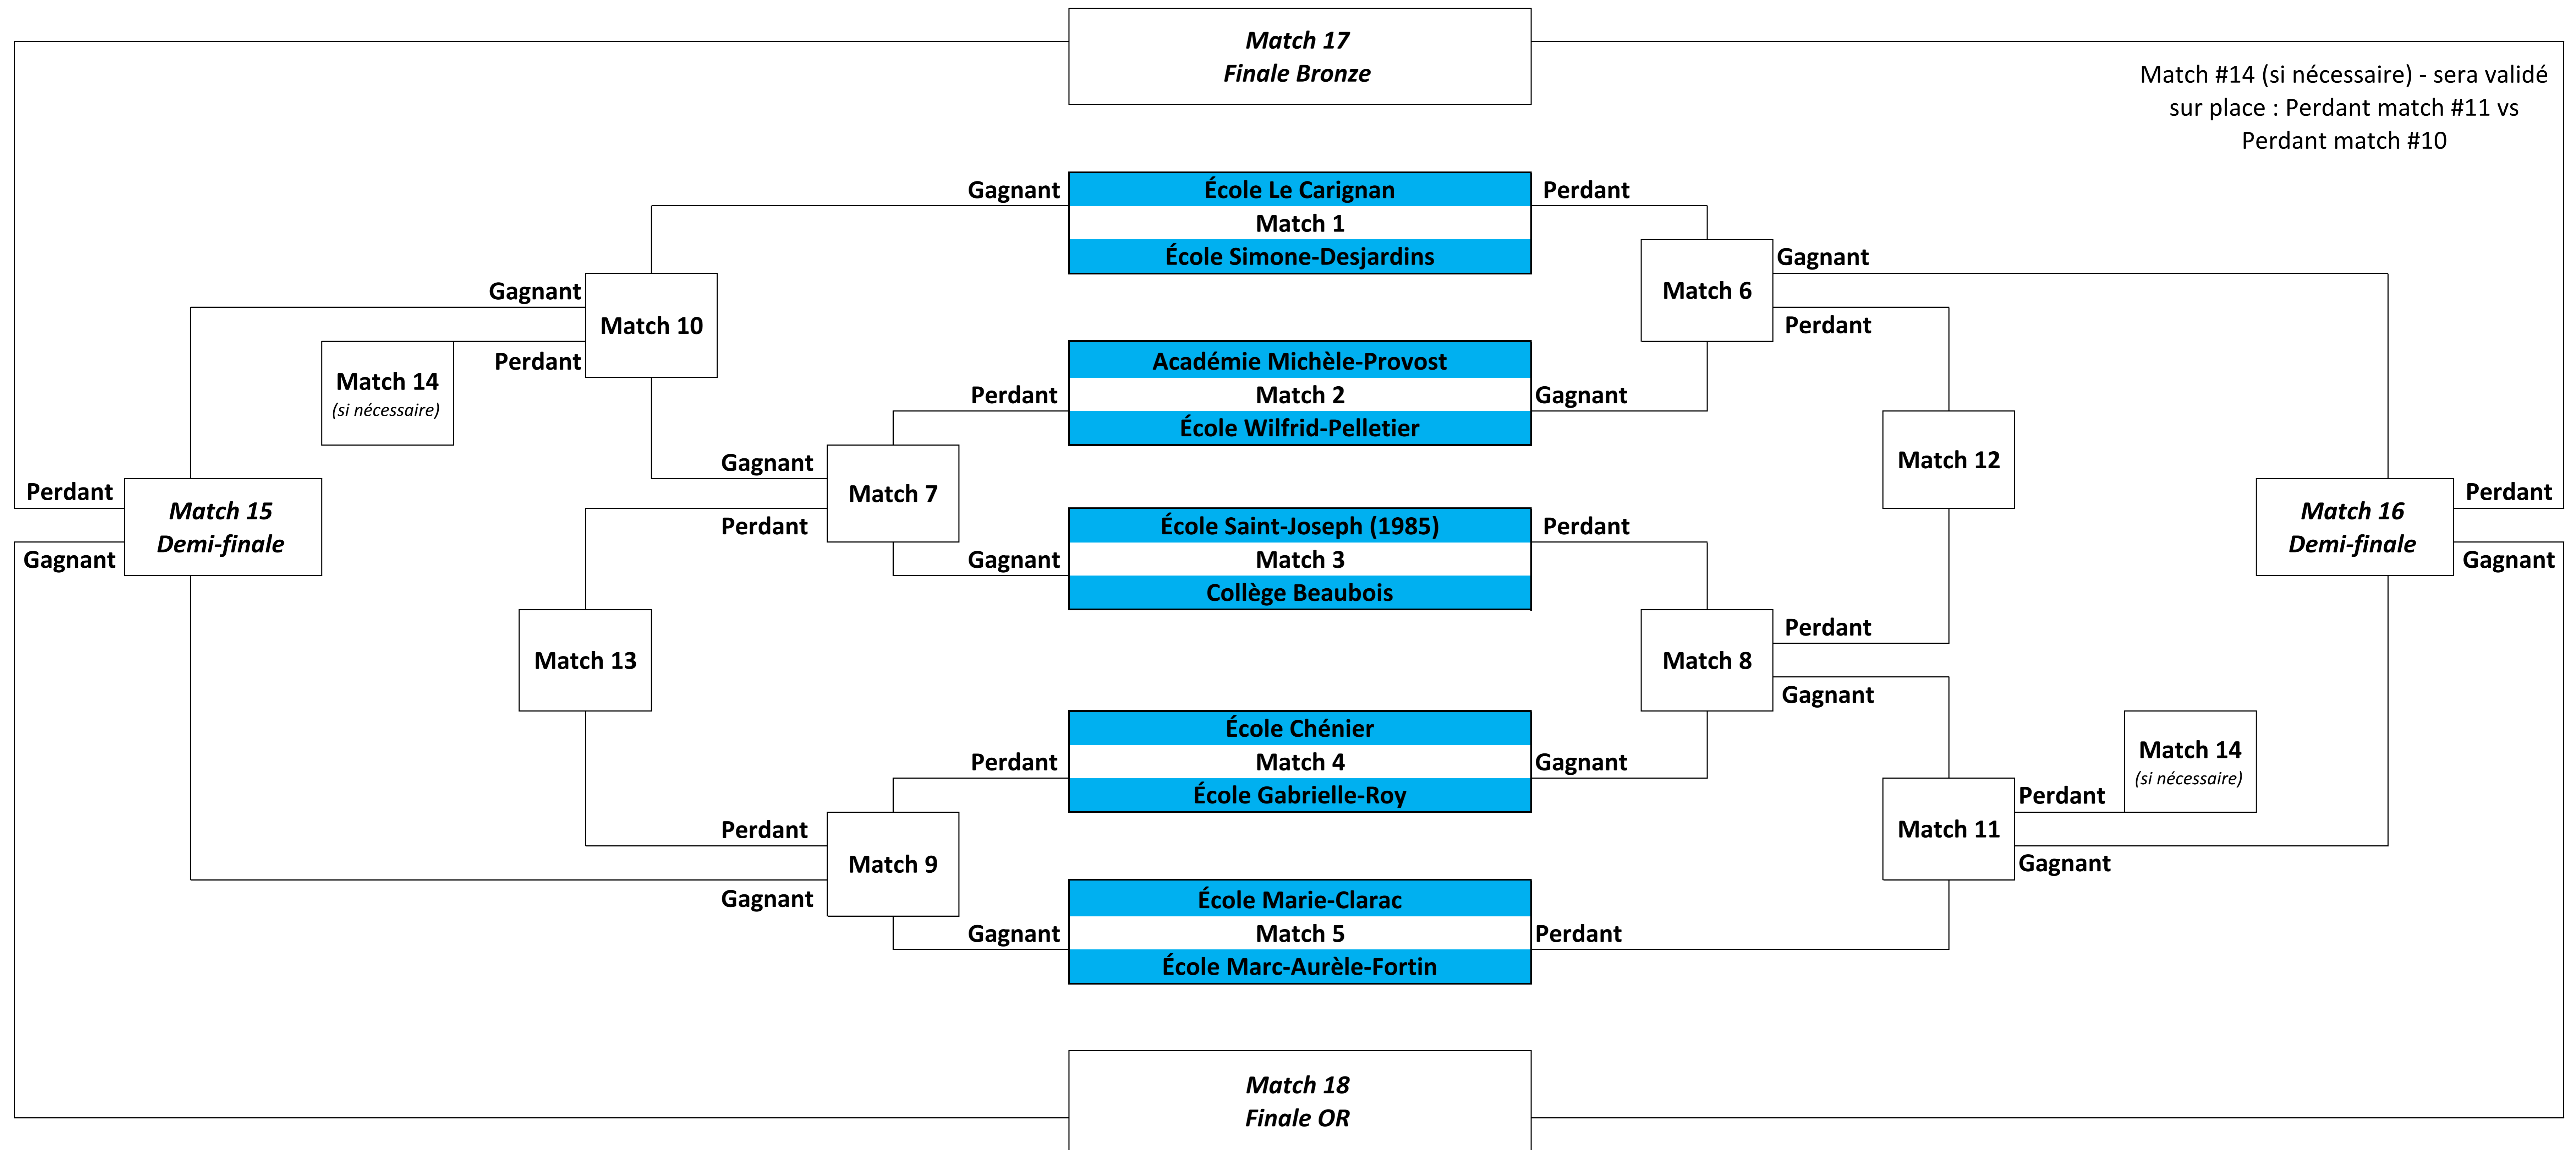 Match 17
Finale Bronze
Match #14 (si nécessaire) - sera validé
sur place : Perdant match #11 vs
Perdant match #10
Gagnant
École Le Carignan
Perdant
Match 1
École Simone-Desjardins
Gagnant
Gagnant
Match 6
Match 10
Perdant
Perdant
Match 14
(si nécessaire)
Académie Michèle-Provost
Perdant
Match 2
Gagnant
École Wilfrid-Pelletier
Gagnant
Match 7
Match 12
Perdant
Match 15
Demi-finale
Gagnant
Perdant
École Saint-Joseph (1985)
Perdant
Gagnant
Match 3
Collège Beaubois
Perdant
Match 16
Demi-finale
Gagnant
Match 13
Match 8
Perdant
Gagnant
École Chénier
Perdant
Match 4
Gagnant
École Gabrielle-Roy
Match 14
(si nécessaire)
Perdant
Match 9
Gagnant
Match 11
Perdant
Gagnant
École Marie-Clarac
Gagnant
Match 5
Perdant
École Marc-Aurèle-Fortin
Match 18
Finale OR